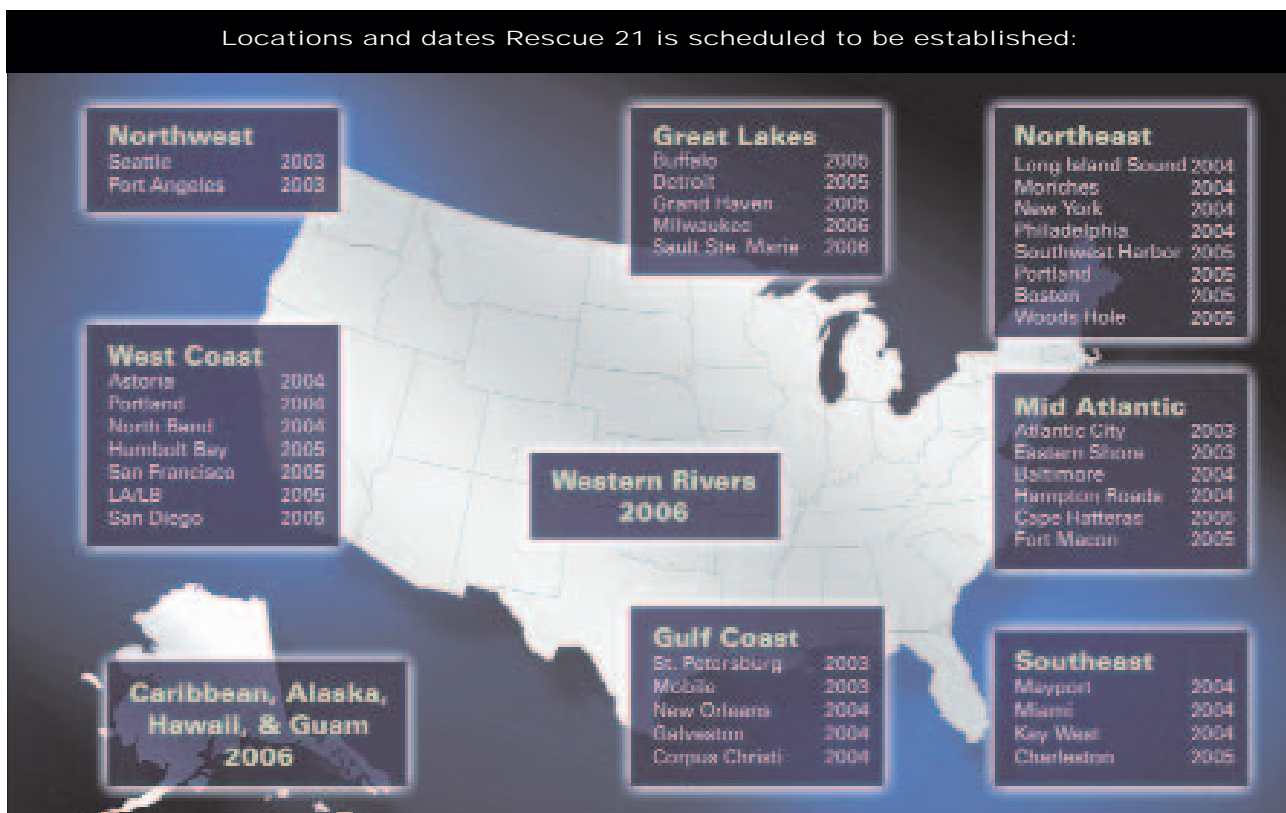 Locations and dates Rescue 21 is scheduled to be established:
Northwest
Seattle 2003
Port Angeles 2003
West Coast
Astoria 2004
Portland 2004
North Bend 2004
Humbolt Bay 2005
San Francisco 2005
LA/LB 2005
San Diego 2005
Caribbean, Alaska,
Hawaii, & Guam
2006
Western Rivers
2006
Great Lakes
Buffalo 2005
Detroit 2005
Grand Haven 2005
Milwaukee
Sault Ste. Marie
Gulf Coast
St. Petersburg 2003
Mobile 2003
New Orleans 2004
Galveston 2004
Corpus Christi 2004
Northeast
Long Island Sound 2004
Moriches 2004
New York 2004
Philadelphia 2004
Southwest Harbor 2005
Portland 2005
Boston 2005
Woods Hole 2005
Mid Atlantic
Atlantic City 2003
Eastern Shore 2003
Baltimore 2004
Hampton Roads 2004
Cape Hatteras 2005
Fort Macon 2005
Southeast
Mayport 2004
Miami 2004
Key West 2004
Charleston 2005